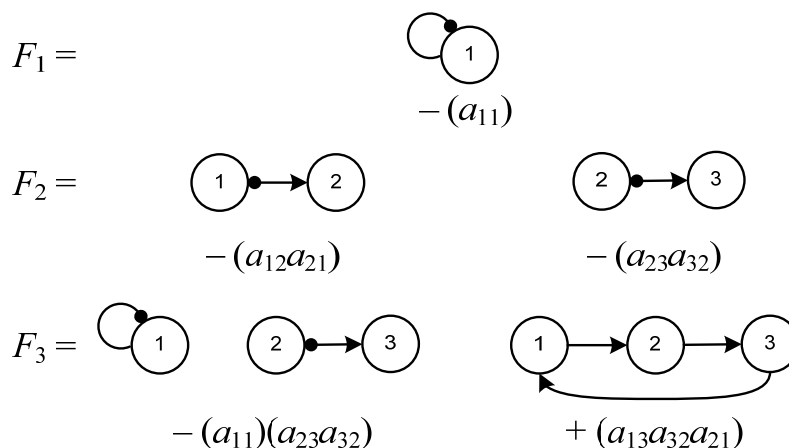 F₁ =
1
– (a₁₁)
F₂ =
1 2
2 3
– (a₁₂a₂₁)
– (a₂₃a₃₂)
F₃ =
1
2 3
1 2 3
– (a₁₁)(a₂₃a₃₂)
+ (a₁₃a₃₂a₂₁)